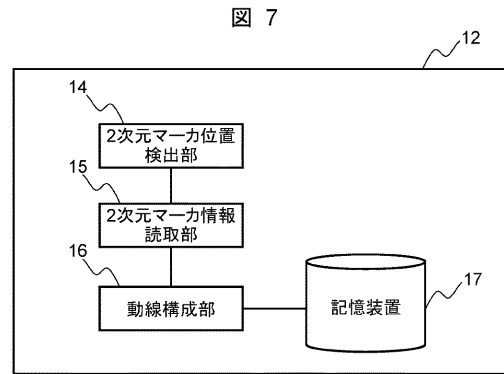 図 7
12
14
2次元マーカ位置
検出部
15
2次元マーカ情報
読取部
16
動線構成部
記憶装置
17